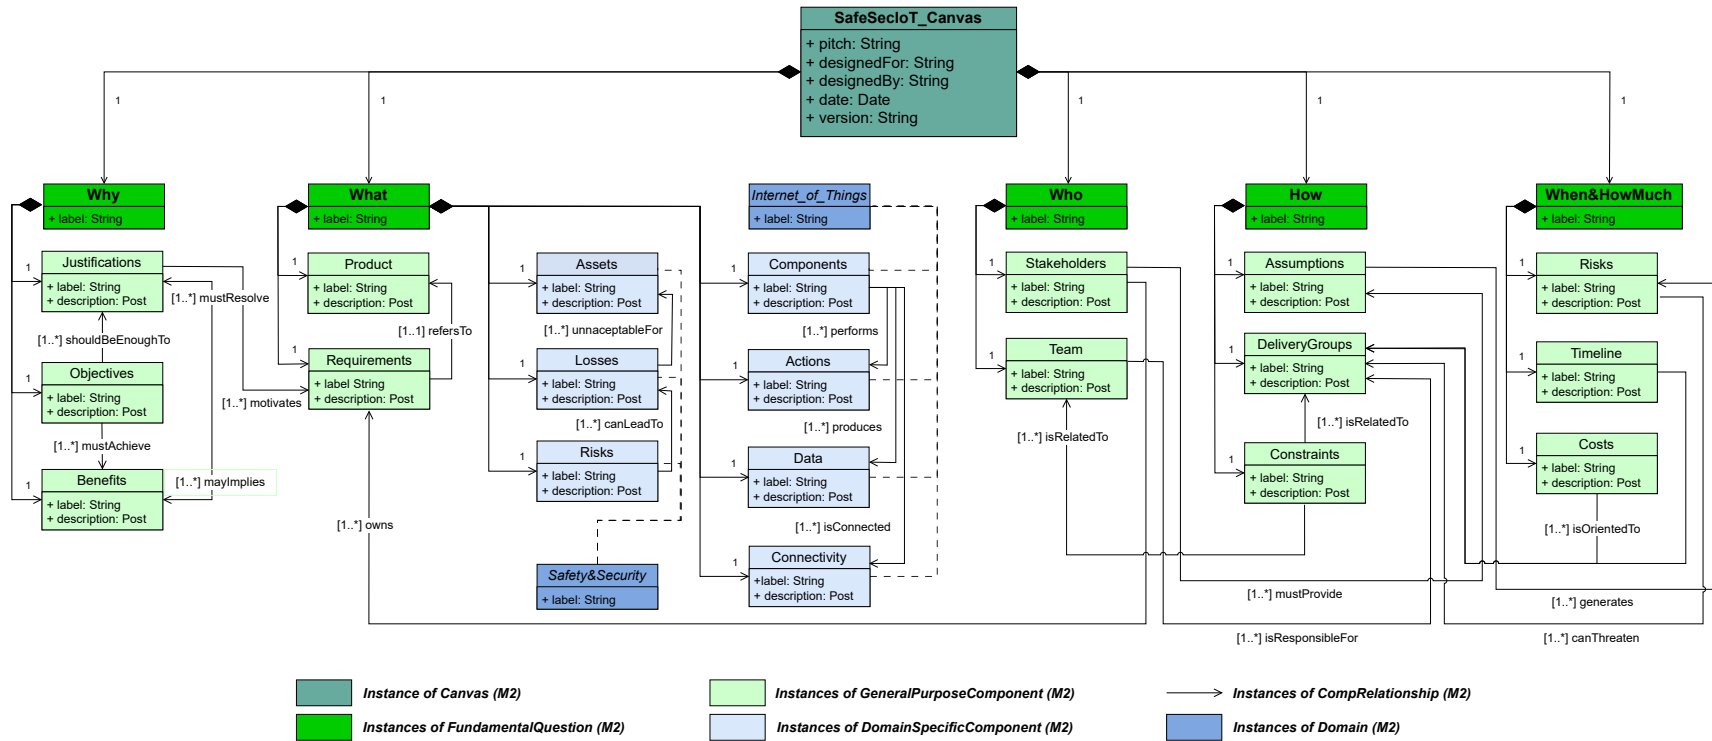 SafeSecIoT_Canvas
+ pitch: String
+ designedFor: String
+ designedBy: String
+ date: Date
+ version: String
1
1
1
1
1
Why
+ label: String
What
+ label: String
Internet_of_Things
+ label: String
Who
+ label: String
How
+ label: String
When&HowMuch
+ label: String
1
Justifications
+ label: String
+ description: Post
[1..*] mustResolve
1
Product
+ label: String
+ description: Post
[1..1] refersTo
1
Assets
+ label: String
+ description: Post
[1..*] unnaceptableFor
1
Components
+ label: String
+ description: Post
[1..*] performs
1
Stakeholders
+ label: String
+ description: Post
1
Assumptions
+ label: String
+ description: Post
1
Risks
+ label: String
+ description: Post
[1..*] shouldBeEnoughTo
1
Objectives
+ label: String
+ description: Post
[1..*] motivates
1
Requirements
+ label: String
+ description: Post
1
Losses
+ label: String
+ description: Post
[1..*] canLeadTo
1
Actions
+ label: String
+ description: Post
[1..*] produces
1
Team
+ label: String
+ description: Post
[1..*] isRelatedTo
1
DeliveryGroups
+ label: String
+ description: Post
[1..*] isRelatedTo
1
Timeline
+ label: String
+ description: Post
[1..*] mustAchieve
1
Benefits
+ label: String
+ description: Post
[1..*] mayImplies
[1..*] owns
1
Risks
+ label: String
+ description: Post
1
Data
+ label: String
+ description: Post
[1..*] isConnected
1
Constraints
+ label: String
+ description: Post
1
Costs
+ label: String
+ description: Post
[1..*] isOrientedTo
Safety&Security
+ label: String
1
Connectivity
+label: String
+ description: Post
[1..*] mustProvide
[1..*] generates
[1..*] isResponsibleFor
[1..*] canThreaten
Instance of Canvas (M2)
Instances of GeneralPurposeComponent (M2)
Instances of CompRelationship (M2)
Instances of FundamentalQuestion (M2)
Instances of DomainSpecificComponent (M2)
Instances of Domain (M2)